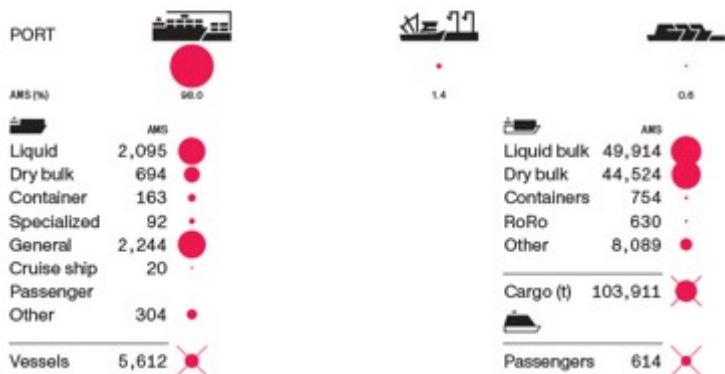 PORT
AMS (%) 98.0 1.4 0.6
AMS
Liquid 2,095
Dry bulk 694
Container 163
Specialized 92
General 2,244
Cruise ship 20
Passenger
Other 304
Vessels 5,612
AMS
Liquid bulk 49,914
Dry bulk 44,524
Containers 754
RoRo 630
Other 8,089
Cargo (t) 103,911
Passengers 614